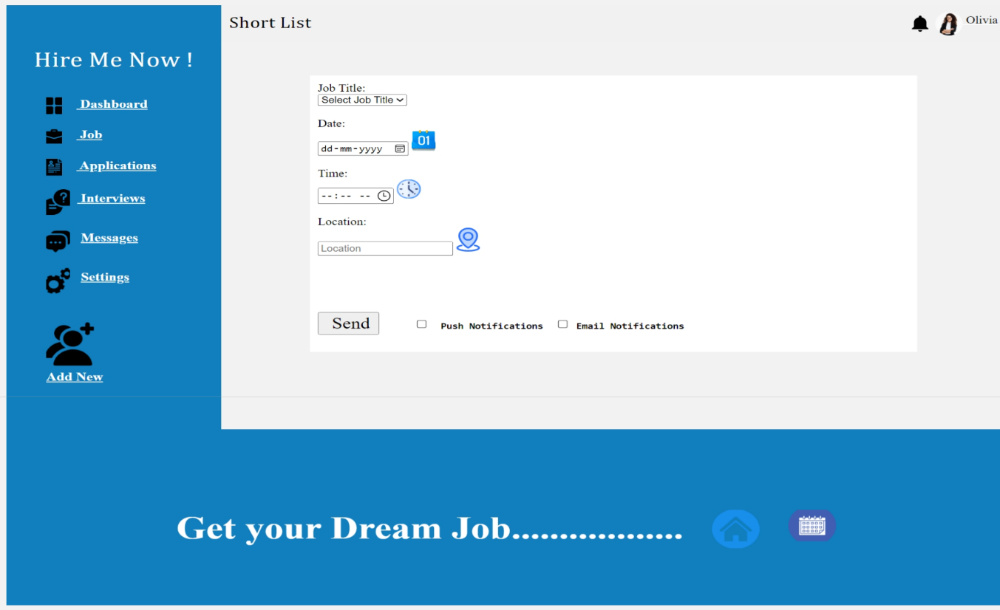 Short List
Olivia
Hire Me Now !
Dashboard
Job
Applications
Interviews
Messages
Settings
Add New
Job Title:
Select Job Title
Date:
dd-mm-yyyy
01
Time:
--:-- --
Location:
Location
Send
Push Notifications
Email Notifications
Get your Dream Job..................